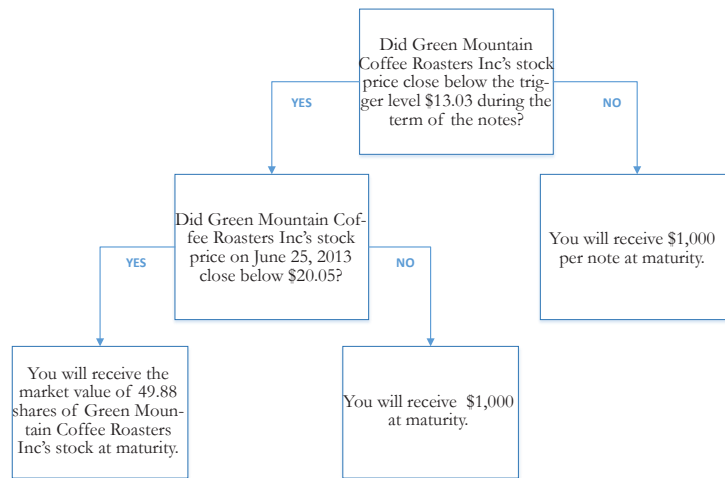 Did Green Mountain
Coffee Roasters Inc's stock
price close below the trig-
ger level $13.03 during the
term of the notes?
YES
NO
Did Green Mountain Cof-
fee Roasters Inc's stock
price on June 25, 2013
close below $20.05?
You will receive $1,000
per note at maturity.
YES
NO
You will receive the
market value of 49.88
shares of Green Moun-
tain Coffee Roasters
Inc's stock at maturity.
You will receive $1,000
at maturity.